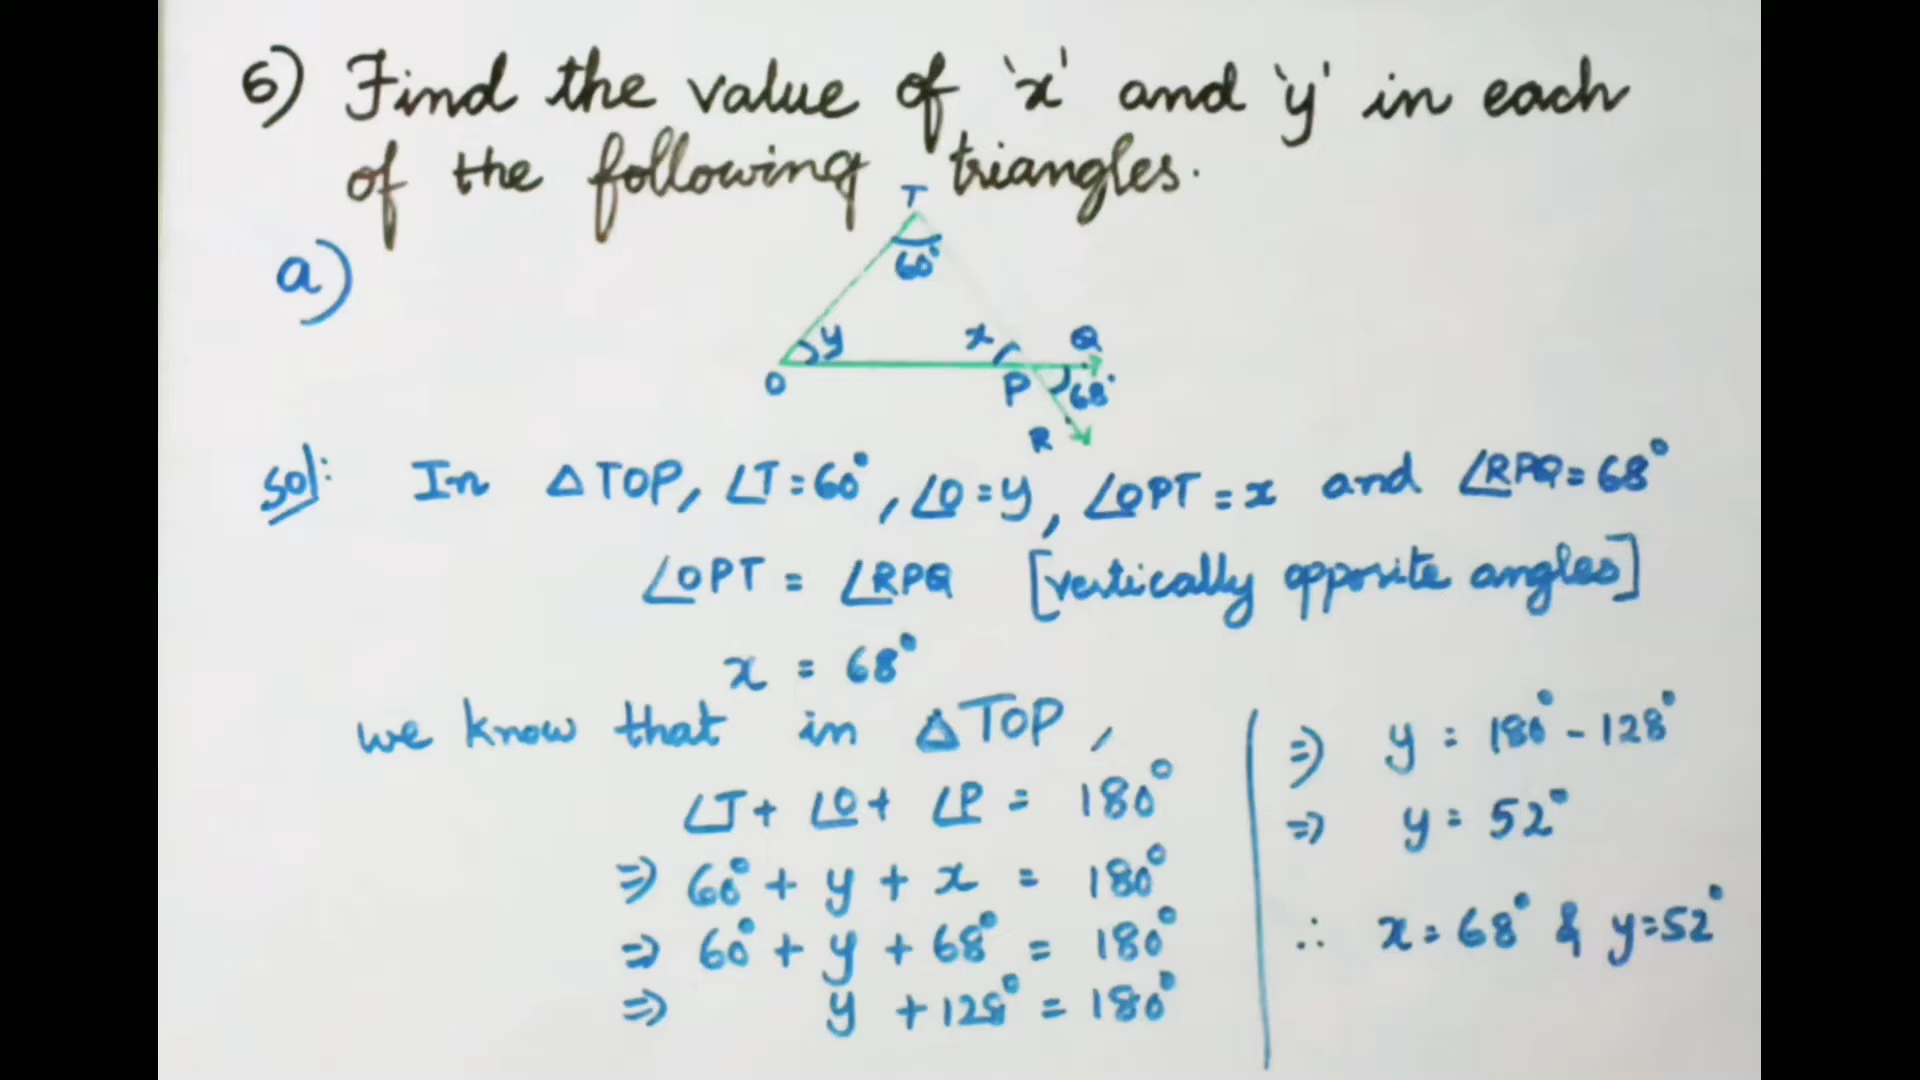 6) Find the value of 'x' and 'y' in each
of the following triangles.
a)
T
60°
y
x
Q
O
P
68°
R
Sol: In △TOP, ∠T = 60°, ∠O = y, ∠OPT = x and ∠RPQ = 68°
∠OPT = ∠RPQ [vertically opposite angles]
x = 68°
we know that in △TOP,
∠T + ∠O + ∠P = 180°
⇒ 60° + y + x = 180°
⇒ 60° + y + 68° = 180°
⇒ y + 128° = 180°
⇒ y = 180° - 128°
⇒ y = 52°
∴ x = 68° & y = 52°